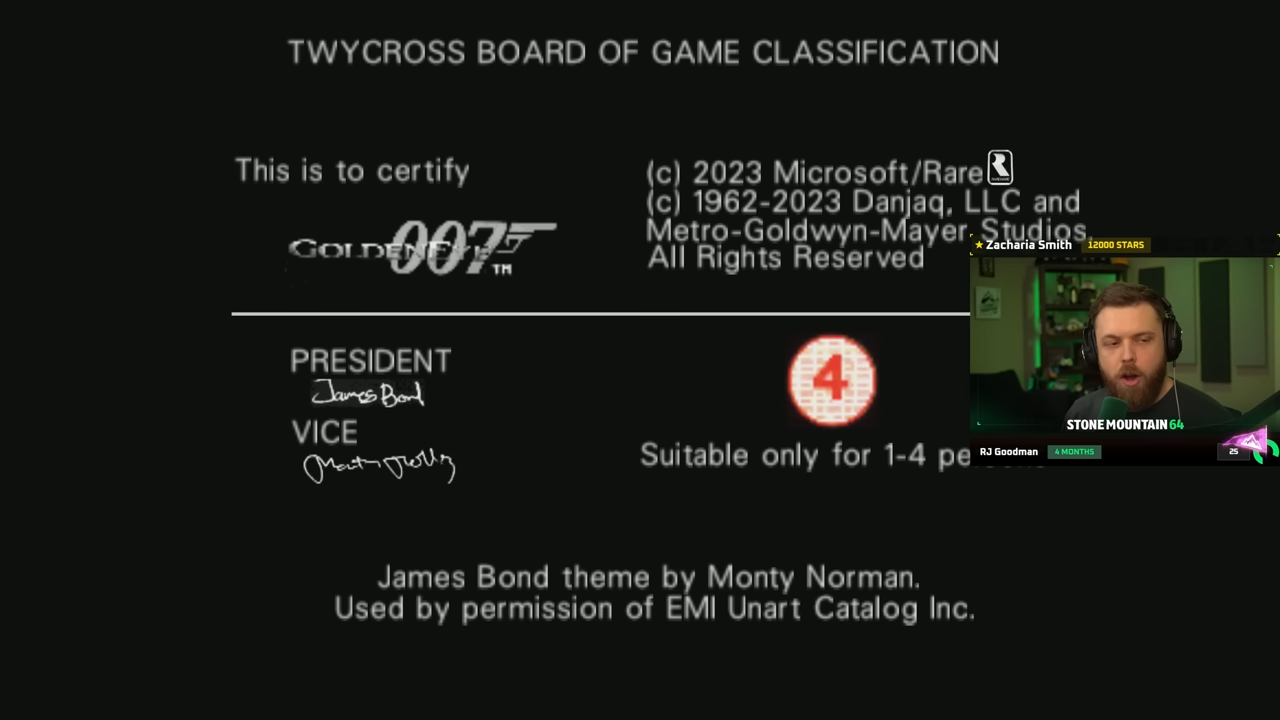 TWYCROSS BOARD OF GAME CLASSIFICATION
This is to certify
GOLDENEYE 007 TM
(c) 2023 Microsoft/Rare R
(c) 1962-2023 Danjaq, LLC and
Metro-Goldwyn-Mayer Studios.
All Rights Reserved
★ Zacharia Smith 12000 STARS
PRESIDENT
James Bond
VICE
4
Suitable only for 1-4
STONE MOUNTAIN 64
RJ Goodman 4 MONTHS 25
James Bond theme by Monty Norman.
Used by permission of EMI Unart Catalog Inc.